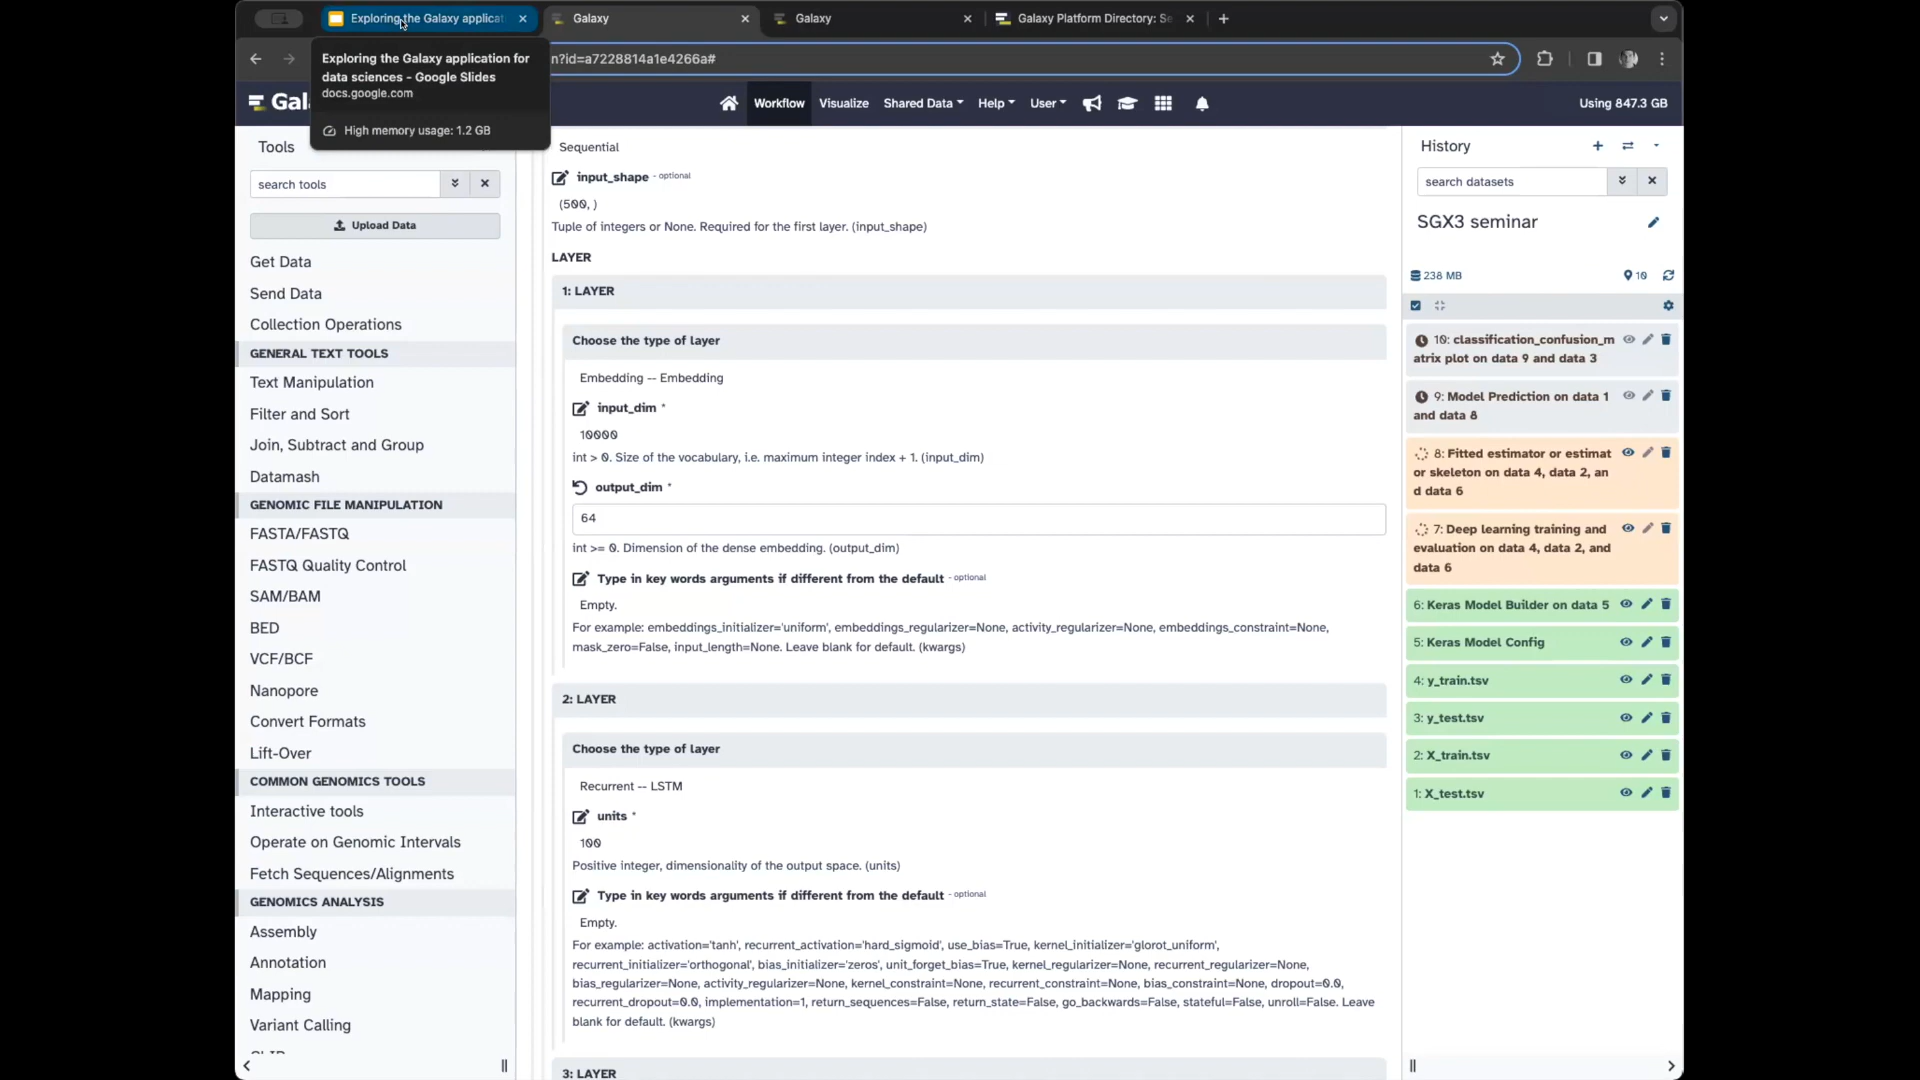 Exploring the Galaxy applicat
Galaxy
Galaxy
Galaxy Platform Directory: Se
Exploring the Galaxy application for
data sciences - Google Slides
docs.google.com
High memory usage: 1.2 GB
n?id=a7228814a1e4266a#
Gal
Workflow
Visualize
Shared Data
Help
User
Using 847.3 GB
Tools
search tools
Upload Data
Get Data
Send Data
Collection Operations
GENERAL TEXT TOOLS
Text Manipulation
Filter and Sort
Join, Subtract and Group
Datamash
GENOMIC FILE MANIPULATION
FASTA/FASTQ
FASTQ Quality Control
SAM/BAM
BED
VCF/BCF
Nanopore
Convert Formats
Lift-Over
COMMON GENOMICS TOOLS
Interactive tools
Operate on Genomic Intervals
Fetch Sequences/Alignments
GENOMICS ANALYSIS
Assembly
Annotation
Mapping
Variant Calling
Sequential
input_shape - optional
(500, )
Tuple of integers or None. Required for the first layer. (input_shape)
LAYER
1: LAYER
Choose the type of layer
Embedding -- Embedding
input_dim *
10000
int > 0. Size of the vocabulary, i.e. maximum integer index + 1. (input_dim)
output_dim *
64
int >= 0. Dimension of the dense embedding. (output_dim)
Type in key words arguments if different from the default - optional
Empty.
For example: embeddings_initializer='uniform', embeddings_regularizer=None, activity_regularizer=None, embeddings_constraint=None,
mask_zero=False, input_length=None. Leave blank for default. (kwargs)
2: LAYER
Choose the type of layer
Recurrent -- LSTM
units *
100
Positive integer, dimensionality of the output space. (units)
Type in key words arguments if different from the default - optional
Empty.
For example: activation='tanh', recurrent_activation='hard_sigmoid', use_bias=True, kernel_initializer='glorot_uniform',
recurrent_initializer='orthogonal', bias_initializer='zeros', unit_forget_bias=True, kernel_regularizer=None, recurrent_regularizer=None,
bias_regularizer=None, activity_regularizer=None, kernel_constraint=None, recurrent_constraint=None, bias_constraint=None, dropout=0.0,
recurrent_dropout=0.0, implementation=1, return_sequences=False, return_state=False, go_backwards=False, stateful=False, unroll=False. Leave
blank for default. (kwargs)
3: LAYER
History
search datasets
SGX3 seminar
238 MB
10
10: classification_confusion_m
atrix plot on data 9 and data 3
9: Model Prediction on data 1
and data 8
8: Fitted estimator or estimat
or skeleton on data 4, data 2, an
d data 6
7: Deep learning training and
evaluation on data 4, data 2, and
data 6
6: Keras Model Builder on data 5
5: Keras Model Config
4: y_train.tsv
3: y_test.tsv
2: X_train.tsv
1: X_test.tsv